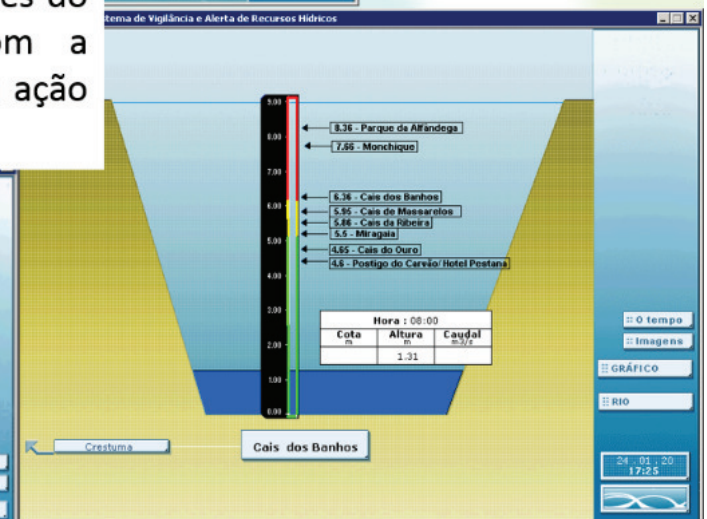 es do
om a
ação
tema de Vigilância e Alerta de Recursos Hídricos
9.00
8.00
8.36 - Parque da Alfândega
7.66 - Monchique
7.00
6.00
6.36 - Cais dos Banhos
5.95 - Cais de Massarelos
5.86 - Cais da Ribeira
5.5 - Miragaia
5.00
4.65 - Cais do Ouro
4.6 - Postigo do Carvão/ Hotel Pestana
4.00
3.00
Hora : 08:00
Cota Altura Caudal
m m m3/s
1.31
2.00
1.00
0.00
O tempo
Imagens
GRÁFICO
RIO
Crestuma
Cais dos Banhos
24 . 01 . 20
17:25